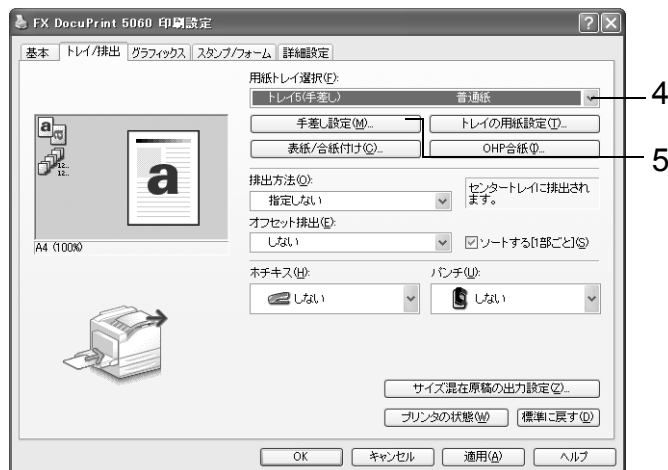 FX DocuPrint 5060 印刷設定
基本 トレイ/排出 グラフィックス スタンプ/フォーム 詳細設定
用紙トレイ選択(F):
トレイ5(手差し) 普通紙
4
手差し設定(M)... トレイの用紙設定(T)...
表紙/合紙付け(C)... OHP合紙(I)...
5
排出方法(O):
指定しない
センタートレイに排出され
ます。
オフセット排出(E):
しない
ソートする[1部ごと](S)
A4 (100%)
ホチキス(H): パンチ(U):
しない しない
サイズ混在原稿の出力設定(Z)...
プリンタの状態(W) 標準に戻す(D)
OK キャンセル 適用(A) ヘルプ